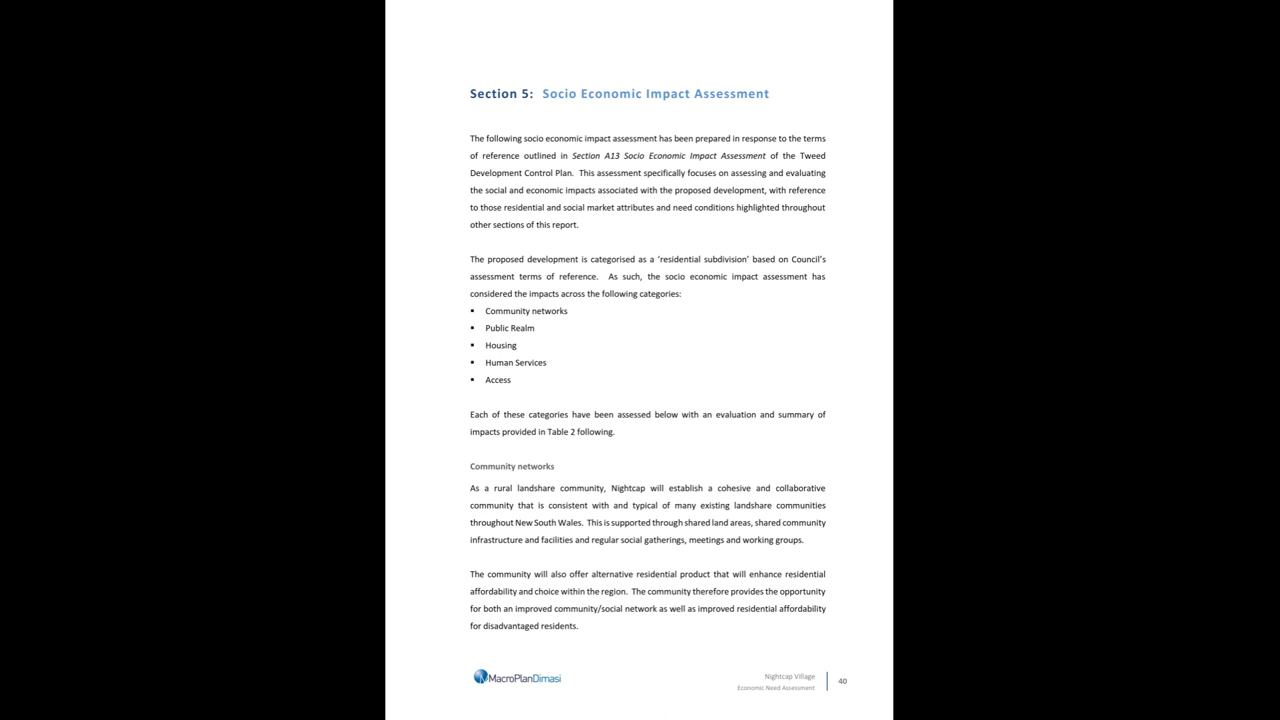 Section 5: Socio Economic Impact Assessment
The following socio economic impact assessment has been prepared in response to the terms
of reference outlined in Section A13 Socio Economic Impact Assessment of the Tweed
Development Control Plan. This assessment specifically focuses on assessing and evaluating
the social and economic impacts associated with the proposed development, with reference
to those residential and social market attributes and need conditions highlighted throughout
other sections of this report.
The proposed development is categorised as a ‘residential subdivision’ based on Council’s
assessment terms of reference. As such, the socio economic impact assessment has
considered the impacts across the following categories:
▪ Community networks
▪ Public Realm
▪ Housing
▪ Human Services
▪ Access
Each of these categories have been assessed below with an evaluation and summary of
impacts provided in Table 2 following.
Community networks
As a rural landshare community, Nightcap will establish a cohesive and collaborative
community that is consistent with and typical of many existing landshare communities
throughout New South Wales. This is supported through shared land areas, shared community
infrastructure and facilities and regular social gatherings, meetings and working groups.
The community will also offer alternative residential product that will enhance residential
affordability and choice within the region. The community therefore provides the opportunity
for both an improved community/social network as well as improved residential affordability
for disadvantaged residents.
MacroPlanDimasi
Nightcap Village
Economic Need Assessment
40